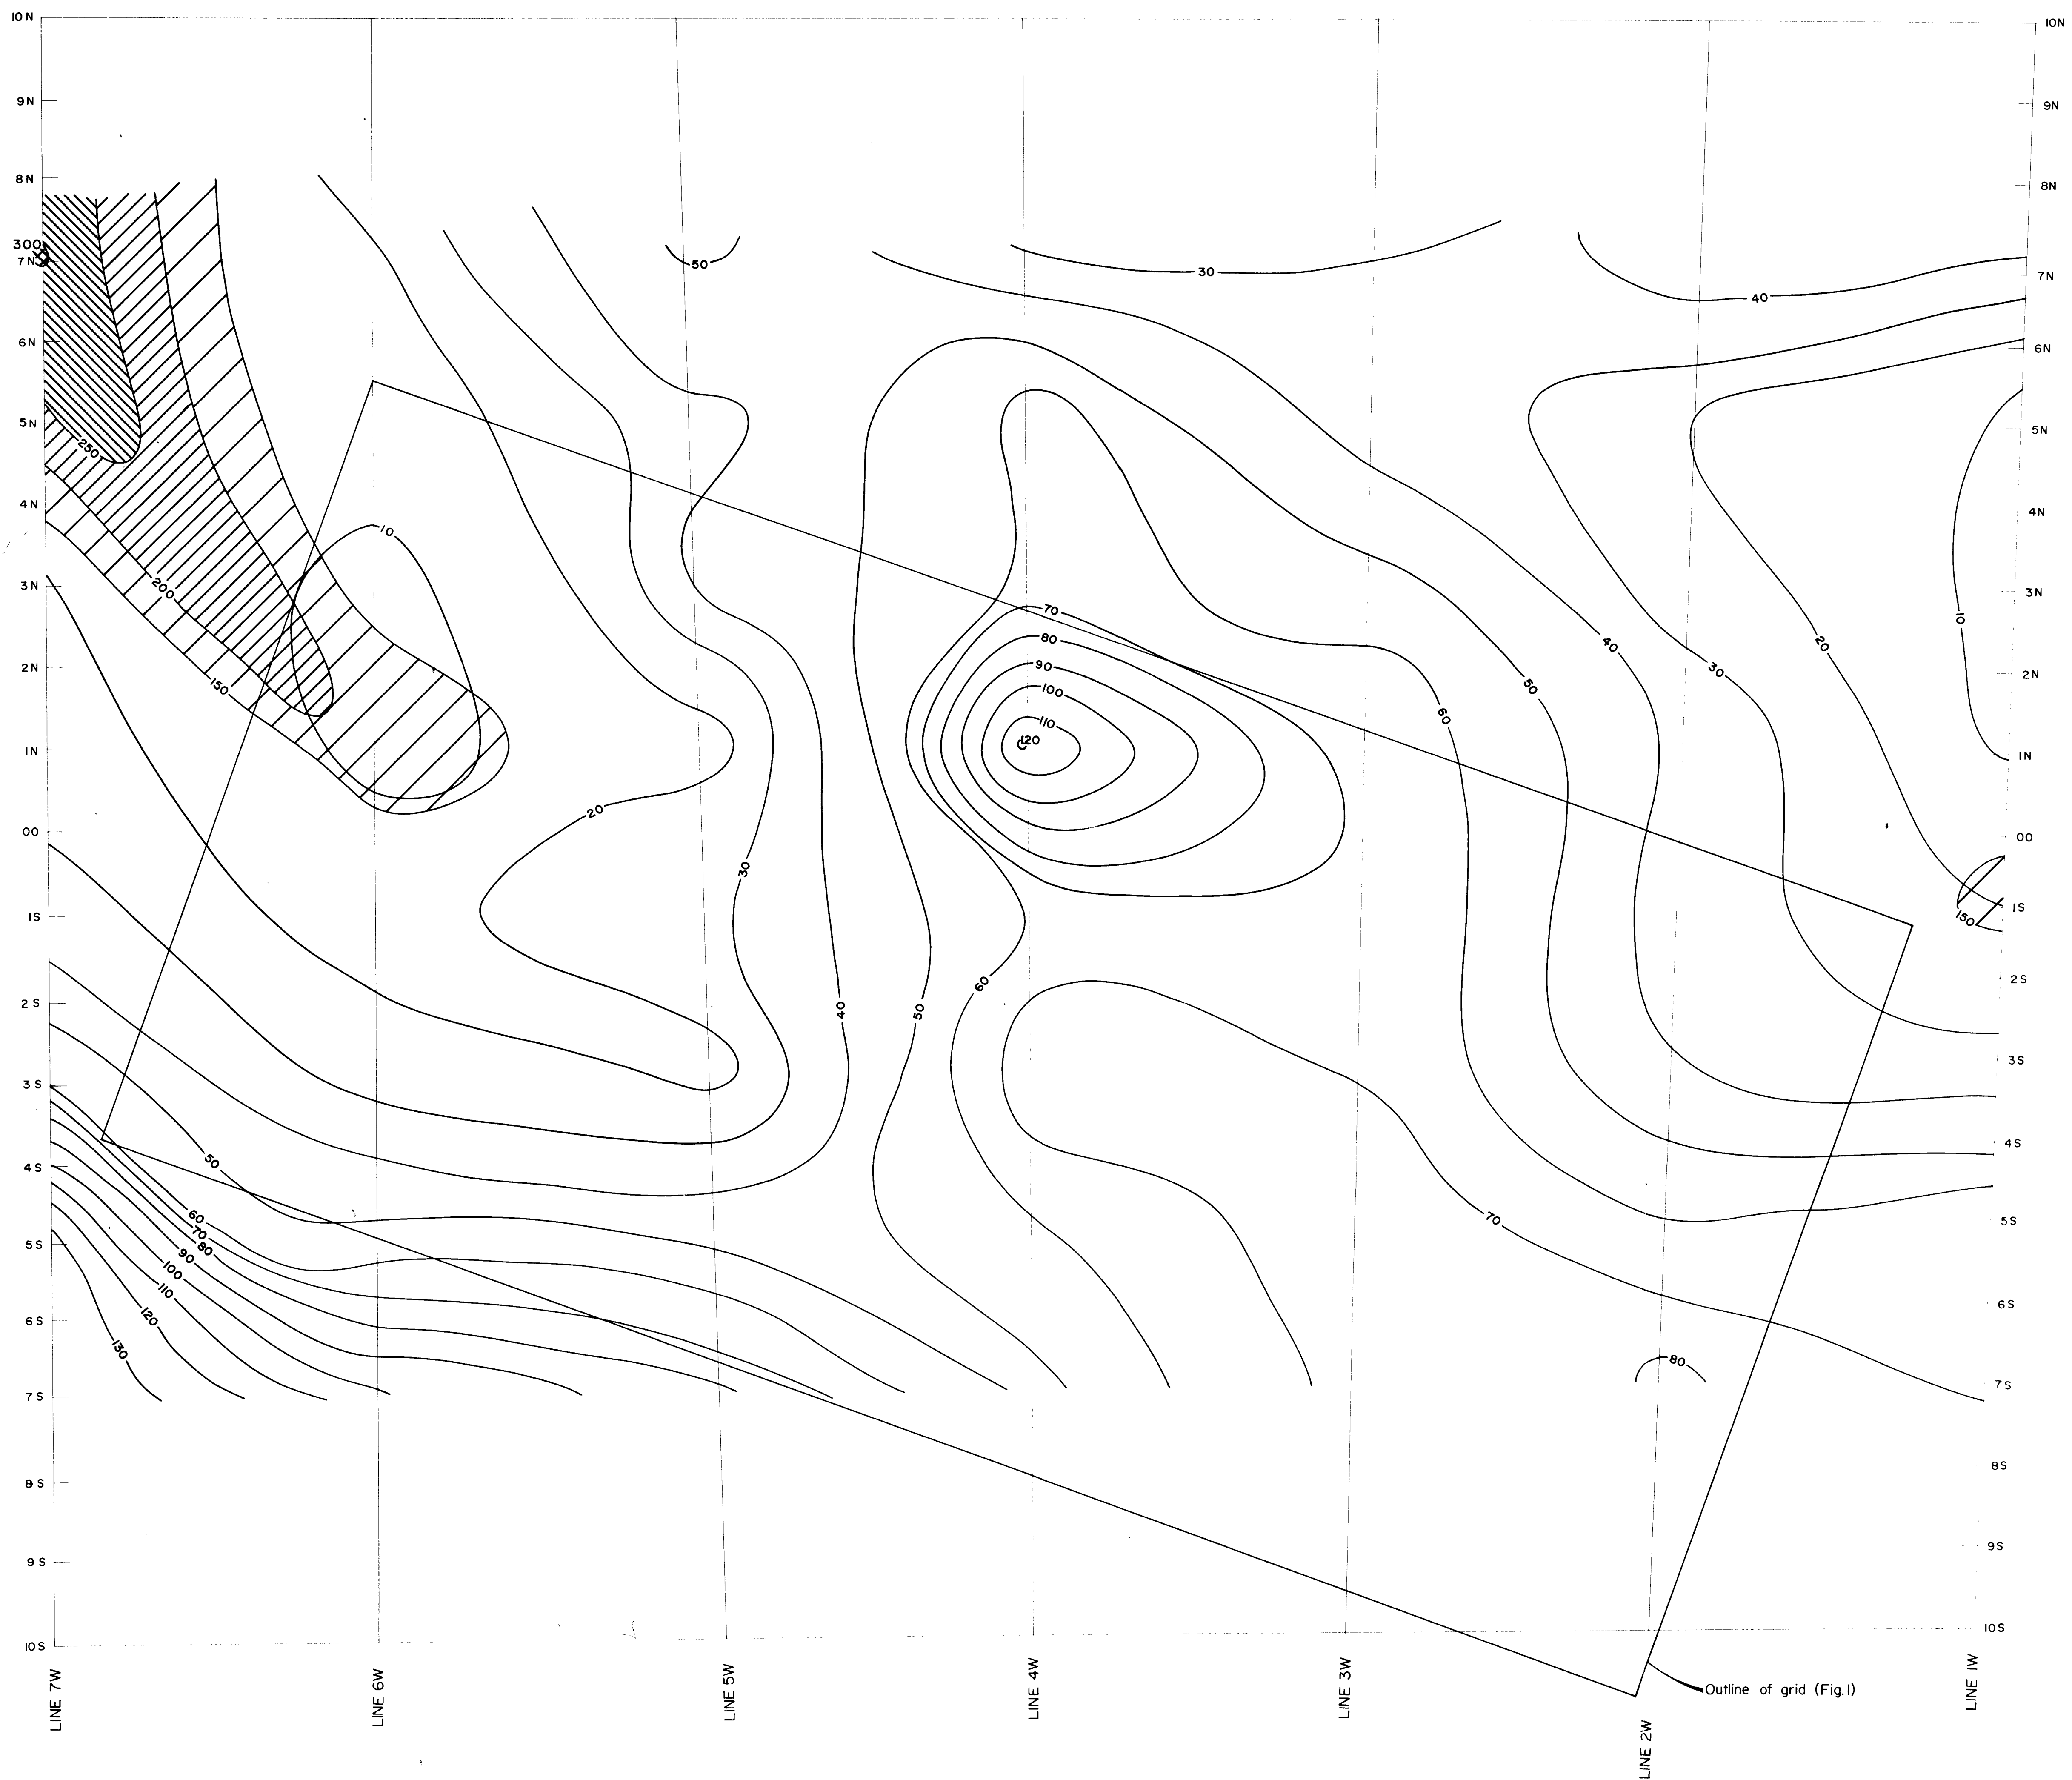 10 N
10N
9N
9N
8N
8N
300
7N
50
30
40
7N
6N
6N
5N
5N
250
4N
10
4N
3N
200
70
10
3N
2N
150
80
90
100
110
120
60
50
40
30
20
2N
1N
1N
20
00
00
30
1S
150
1S
2 S
40
50
60
2S
3 S
3S
4S
50
4S
60
70
80
90
100
110
120
130
70
5S
5S
6S
6S
7S
80
7S
8S
8S
9S
9S
10S
10S
LINE 7W
LINE 6W
LINE 5W
LINE 4W
LINE 3W
LINE 2W
LINE 1W
Outline of grid (Fig.1)